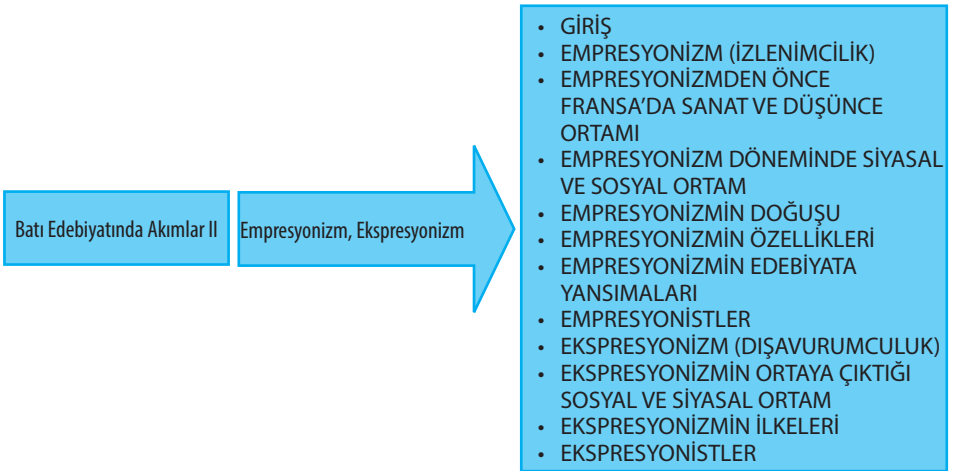 Batı Edebiyatında Akımlar II
Empresyonizm, Ekspresyonizm
• GİRİŞ
• EMPRESYONİZM (İZLENİMCİLİK)
• EMPRESYONİZMDEN ÖNCE
FRANSA’DA SANAT VE DÜŞÜNCE
ORTAMI
• EMPRESYONİZM DÖNEMİNDE SİYASAL
VE SOSYAL ORTAM
• EMPRESYONİZMİN DOĞUŞU
• EMPRESYONİZMİN ÖZELLİKLERİ
• EMPRESYONİZMİN EDEBİYATA
YANSIMALARI
• EMPRESYONİSTLER
• EKSPRESYONİZM (DIŞAVURUMCULUK)
• EKSPRESYONİZMİN ORTAYA ÇIKTIĞI
SOSYAL VE SİYASAL ORTAM
• EKSPRESYONİZMİN İLKELERİ
• EKSPRESYONİSTLER